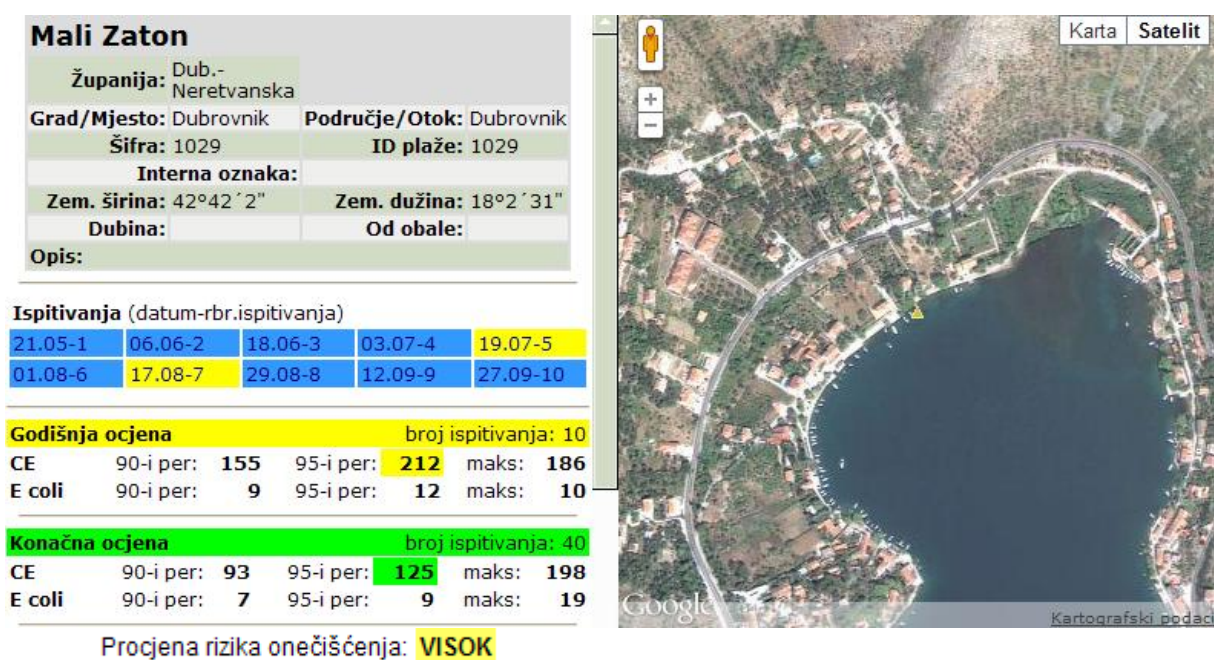 Mali Zaton
Županija: Dub.-
Neretvanska
Grad/Mjesto: Dubrovnik Područje/Otok: Dubrovnik
Šifra: 1029 ID plaže: 1029
Interna oznaka:
Zem. širina: 42°42´2" Zem. dužina: 18°2´31"
Dubina: Od obale:
Opis:
Ispitivanja (datum-rbr.ispitivanja)
21.05-1 06.06-2 18.06-3 03.07-4 19.07-5
01.08-6 17.08-7 29.08-8 12.09-9 27.09-10
Godišnja ocjena broj ispitivanja: 10
CE 90-i per: 155 95-i per: 212 maks: 186
E coli 90-i per: 9 95-i per: 12 maks: 10
Konačna ocjena broj ispitivanja: 40
CE 90-i per: 93 95-i per: 125 maks: 198
E coli 90-i per: 7 95-i per: 9 maks: 19
Procjena rizika onečišćenja: VISOK
Karta Satelit
+
−
Google
Kartografski podaci